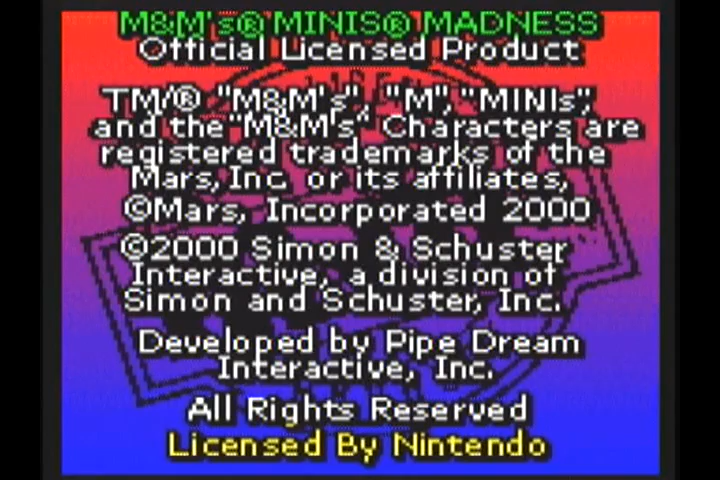 M&M's® MINIS® MADNESS
Official Licensed Product
TM/® "M&M's", "M", "MINIs",
and the "M&M's" Characters are
registered trademarks of the
Mars, Inc. or its affiliates,
©Mars, Incorporated 2000
©2000 Simon & Schuster
Interactive, a division of
Simon and Schuster, Inc.
Developed by Pipe Dream
Interactive, Inc.
All Rights Reserved
Licensed By Nintendo